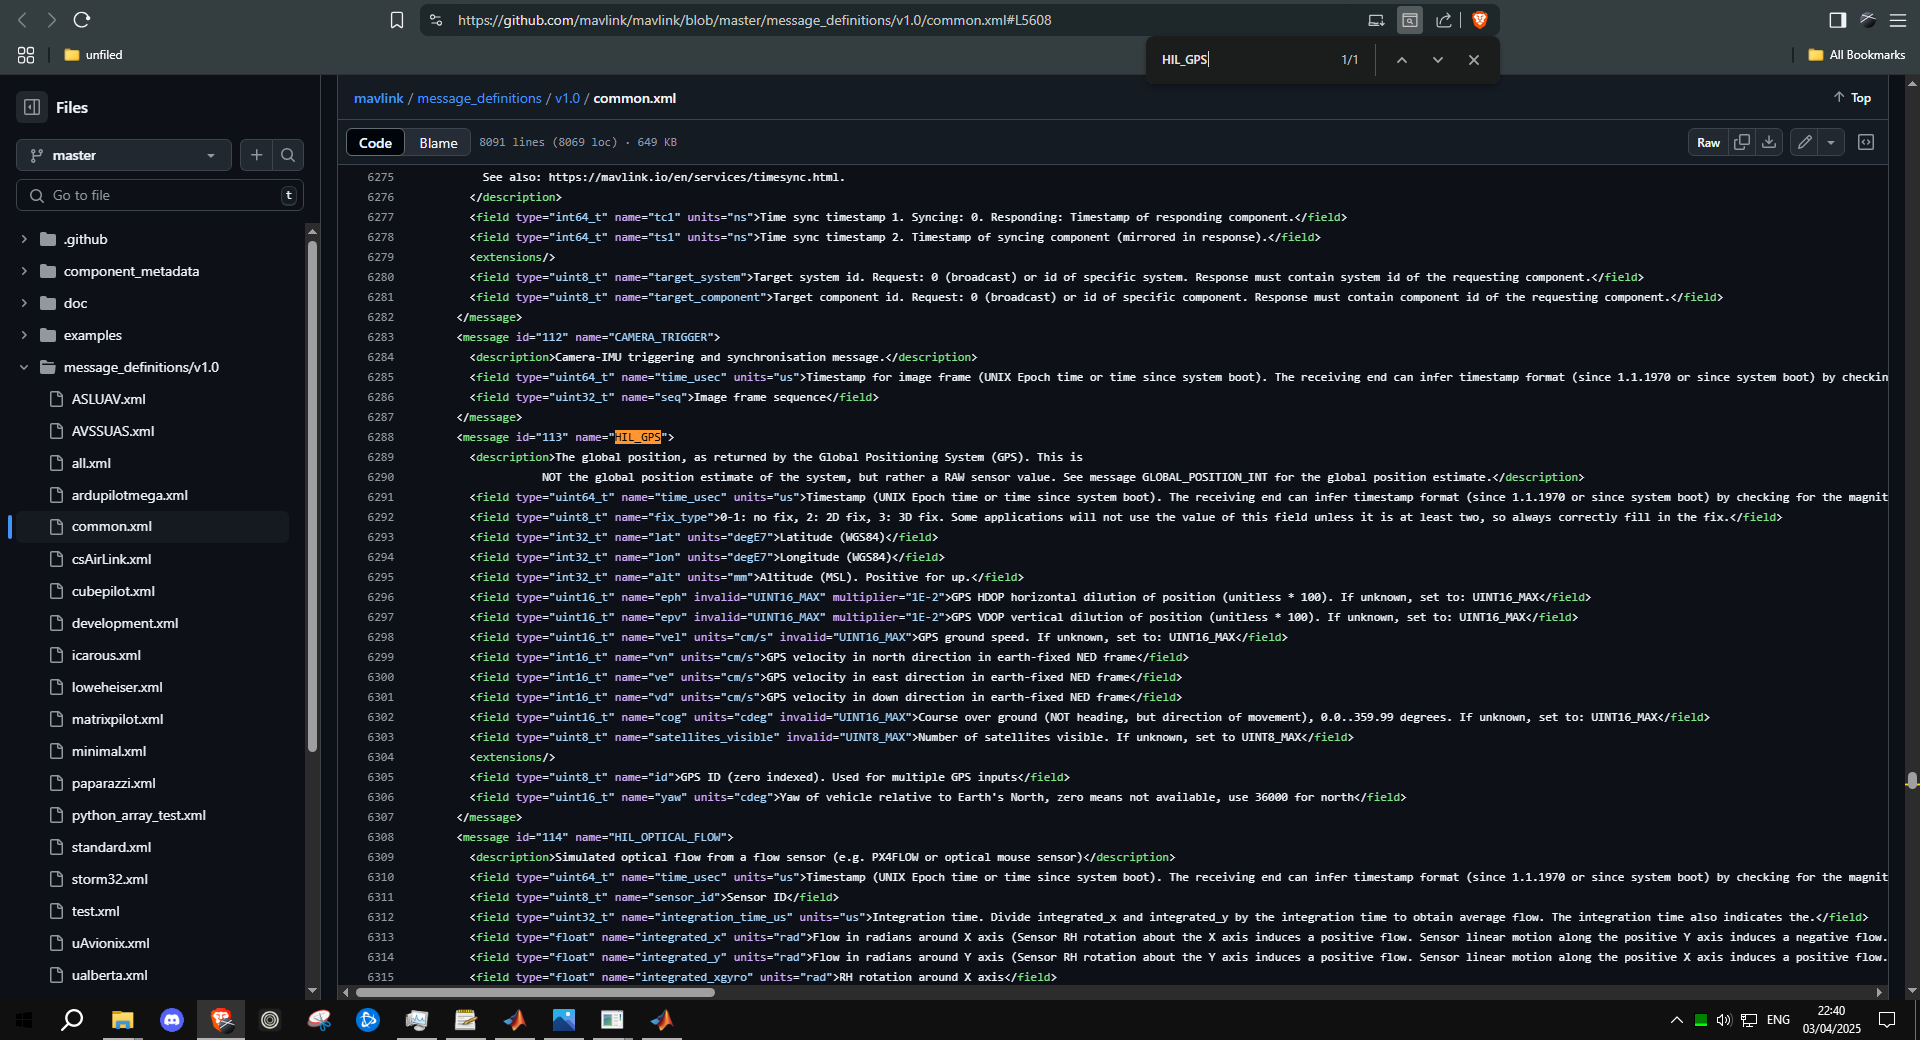 https://github.com/mavlink/mavlink/blob/master/message_definitions/v1.0/common.xml#L5608
unfiled
All Bookmarks
HIL_GPS
1/1
Files
master
Go to file
t
.github
component_metadata
doc
examples
message_definitions/v1.0
ASLUAV.xml
AVSSUAS.xml
all.xml
ardupilotmega.xml
common.xml
csAirLink.xml
cubepilot.xml
development.xml
icarous.xml
loweheiser.xml
matrixpilot.xml
minimal.xml
paparazzi.xml
python_array_test.xml
standard.xml
storm32.xml
test.xml
uAvionix.xml
ualberta.xml
mavlink / message_definitions / v1.0 / common.xml
Top
Code Blame 8091 lines (8069 loc) · 649 KB
Raw
6275 See also: https://mavlink.io/en/services/timesync.html.
6276 </description>
6277 <field type="int64_t" name="tc1" units="ns">Time sync timestamp 1. Syncing: 0. Responding: Timestamp of responding component.</field>
6278 <field type="int64_t" name="ts1" units="ns">Time sync timestamp 2. Timestamp of syncing component (mirrored in response).</field>
6279 <extensions/>
6280 <field type="uint8_t" name="target_system">Target system id. Request: 0 (broadcast) or id of specific system. Response must contain system id of the requesting component.</field>
6281 <field type="uint8_t" name="target_component">Target component id. Request: 0 (broadcast) or id of specific component. Response must contain component id of the requesting component.</field>
6282 </message>
6283 <message id="112" name="CAMERA_TRIGGER">
6284 <description>Camera-IMU triggering and synchronisation message.</description>
6285 <field type="uint64_t" name="time_usec" units="us">Timestamp for image frame (UNIX Epoch time or time since system boot). The receiving end can infer timestamp format (since 1.1.1970 or since system boot) by checkin
6286 <field type="uint32_t" name="seq">Image frame sequence</field>
6287 </message>
6288 <message id="113" name="HIL_GPS">
6289 <description>The global position, as returned by the Global Positioning System (GPS). This is
6290 NOT the global position estimate of the system, but rather a RAW sensor value. See message GLOBAL_POSITION_INT for the global position estimate.</description>
6291 <field type="uint64_t" name="time_usec" units="us">Timestamp (UNIX Epoch time or time since system boot). The receiving end can infer timestamp format (since 1.1.1970 or since system boot) by checking for the magnit
6292 <field type="uint8_t" name="fix_type">0-1: no fix, 2: 2D fix, 3: 3D fix. Some applications will not use the value of this field unless it is at least two, so always correctly fill in the fix.</field>
6293 <field type="int32_t" name="lat" units="degE7">Latitude (WGS84)</field>
6294 <field type="int32_t" name="lon" units="degE7">Longitude (WGS84)</field>
6295 <field type="int32_t" name="alt" units="mm">Altitude (MSL). Positive for up.</field>
6296 <field type="uint16_t" name="eph" invalid="UINT16_MAX" multiplier="1E-2">GPS HDOP horizontal dilution of position (unitless * 100). If unknown, set to: UINT16_MAX</field>
6297 <field type="uint16_t" name="epv" invalid="UINT16_MAX" multiplier="1E-2">GPS VDOP vertical dilution of position (unitless * 100). If unknown, set to: UINT16_MAX</field>
6298 <field type="uint16_t" name="vel" units="cm/s" invalid="UINT16_MAX">GPS ground speed. If unknown, set to: UINT16_MAX</field>
6299 <field type="int16_t" name="vn" units="cm/s">GPS velocity in north direction in earth-fixed NED frame</field>
6300 <field type="int16_t" name="ve" units="cm/s">GPS velocity in east direction in earth-fixed NED frame</field>
6301 <field type="int16_t" name="vd" units="cm/s">GPS velocity in down direction in earth-fixed NED frame</field>
6302 <field type="uint16_t" name="cog" units="cdeg" invalid="UINT16_MAX">Course over ground (NOT heading, but direction of movement), 0.0..359.99 degrees. If unknown, set to: UINT16_MAX</field>
6303 <field type="uint8_t" name="satellites_visible" invalid="UINT8_MAX">Number of satellites visible. If unknown, set to UINT8_MAX</field>
6304 <extensions/>
6305 <field type="uint8_t" name="id">GPS ID (zero indexed). Used for multiple GPS inputs</field>
6306 <field type="uint16_t" name="yaw" units="cdeg">Yaw of vehicle relative to Earth's North, zero means not available, use 36000 for north</field>
6307 </message>
6308 <message id="114" name="HIL_OPTICAL_FLOW">
6309 <description>Simulated optical flow from a flow sensor (e.g. PX4FLOW or optical mouse sensor)</description>
6310 <field type="uint64_t" name="time_usec" units="us">Timestamp (UNIX Epoch time or time since system boot). The receiving end can infer timestamp format (since 1.1.1970 or since system boot) by checking for the magnit
6311 <field type="uint8_t" name="sensor_id">Sensor ID</field>
6312 <field type="uint32_t" name="integration_time_us" units="us">Integration time. Divide integrated_x and integrated_y by the integration time to obtain average flow. The integration time also indicates the.</field>
6313 <field type="float" name="integrated_x" units="rad">Flow in radians around X axis (Sensor RH rotation about the X axis induces a positive flow. Sensor linear motion along the positive Y axis induces a negative flow.
6314 <field type="float" name="integrated_y" units="rad">Flow in radians around Y axis (Sensor RH rotation about the Y axis induces a positive flow. Sensor linear motion along the positive X axis induces a positive flow.
6315 <field type="float" name="integrated_xgyro" units="rad">RH rotation around X axis</field>
ENG
22:40
03/04/2025